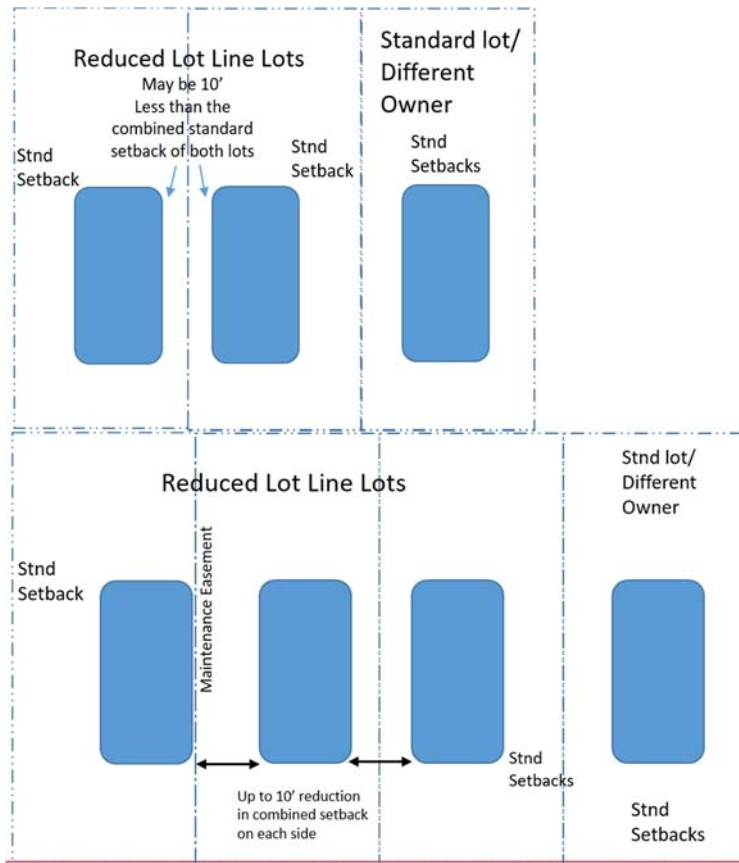 Reduced Lot Line Lots
May be 10’
Less than the
combined standard
setback of both lots
Stnd
Setback
Stnd
Setback
Standard lot/
Different
Owner
Stnd
Setbacks
Reduced Lot Line Lots
Stnd lot/
Different
Owner
Stnd
Setback
Maintenance Easement
Up to 10’ reduction
in combined setback
on each side
Stnd
Setbacks
Stnd
Setbacks